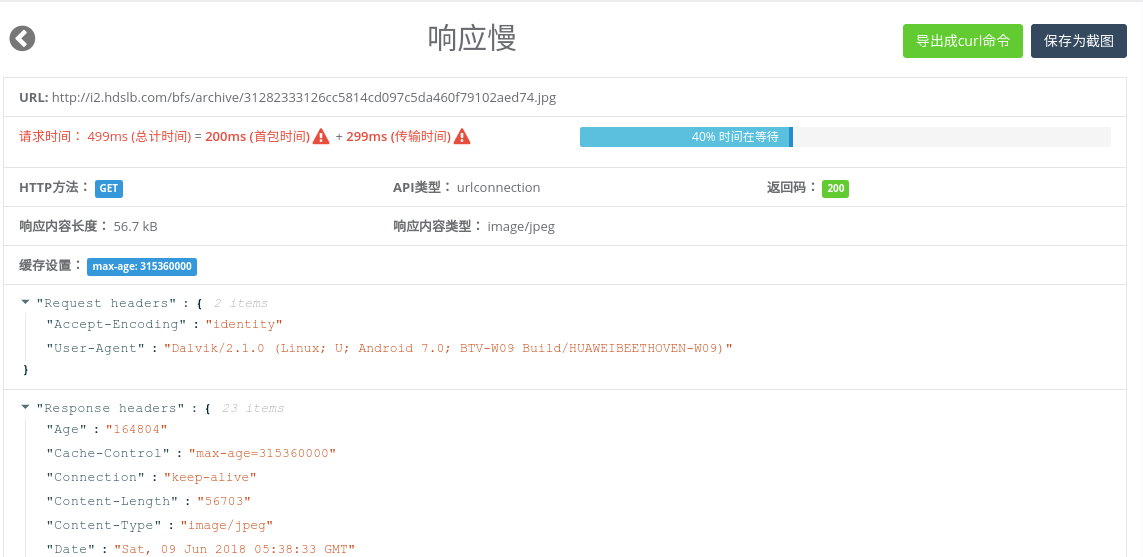 响应慢
导出成curl命令
保存为截图
URL: http://i2.hdslb.com/bfs/archive/31282333126cc5814cd097c5da460f79102aed74.jpg
请求时间： 499ms (总计时间) = 200ms (首包时间) + 299ms (传输时间)
40% 时间在等待
HTTP方法： GET
API类型： urlconnection
返回码： 200
响应内容长度： 56.7 kB
响应内容类型： image/jpeg
缓存设置： max-age: 315360000
"Request headers" : { 2 items
"Accept-Encoding" : "identity"
"User-Agent" : "Dalvik/2.1.0 (Linux; U; Android 7.0; BTV-W09 Build/HUAWEIBEETHOVEN-W09)"
}
"Response headers" : { 23 items
"Age" : "164804"
"Cache-Control" : "max-age=315360000"
"Connection" : "keep-alive"
"Content-Length" : "56703"
"Content-Type" : "image/jpeg"
"Date" : "Sat, 09 Jun 2018 05:38:33 GMT"